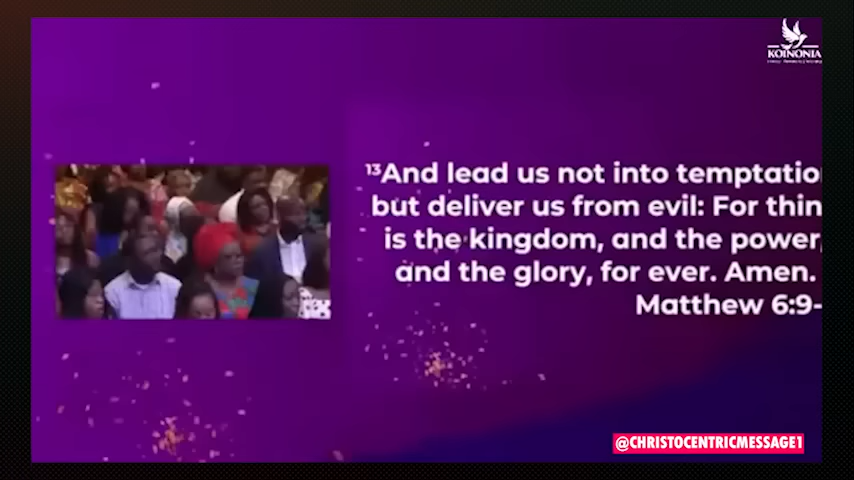 KOINONIA
¹³And lead us not into temptatio
but deliver us from evil: For thin
is the kingdom, and the power,
and the glory, for ever. Amen.
Matthew 6:9-
@CHRISTOCENTRICMESSAGE1